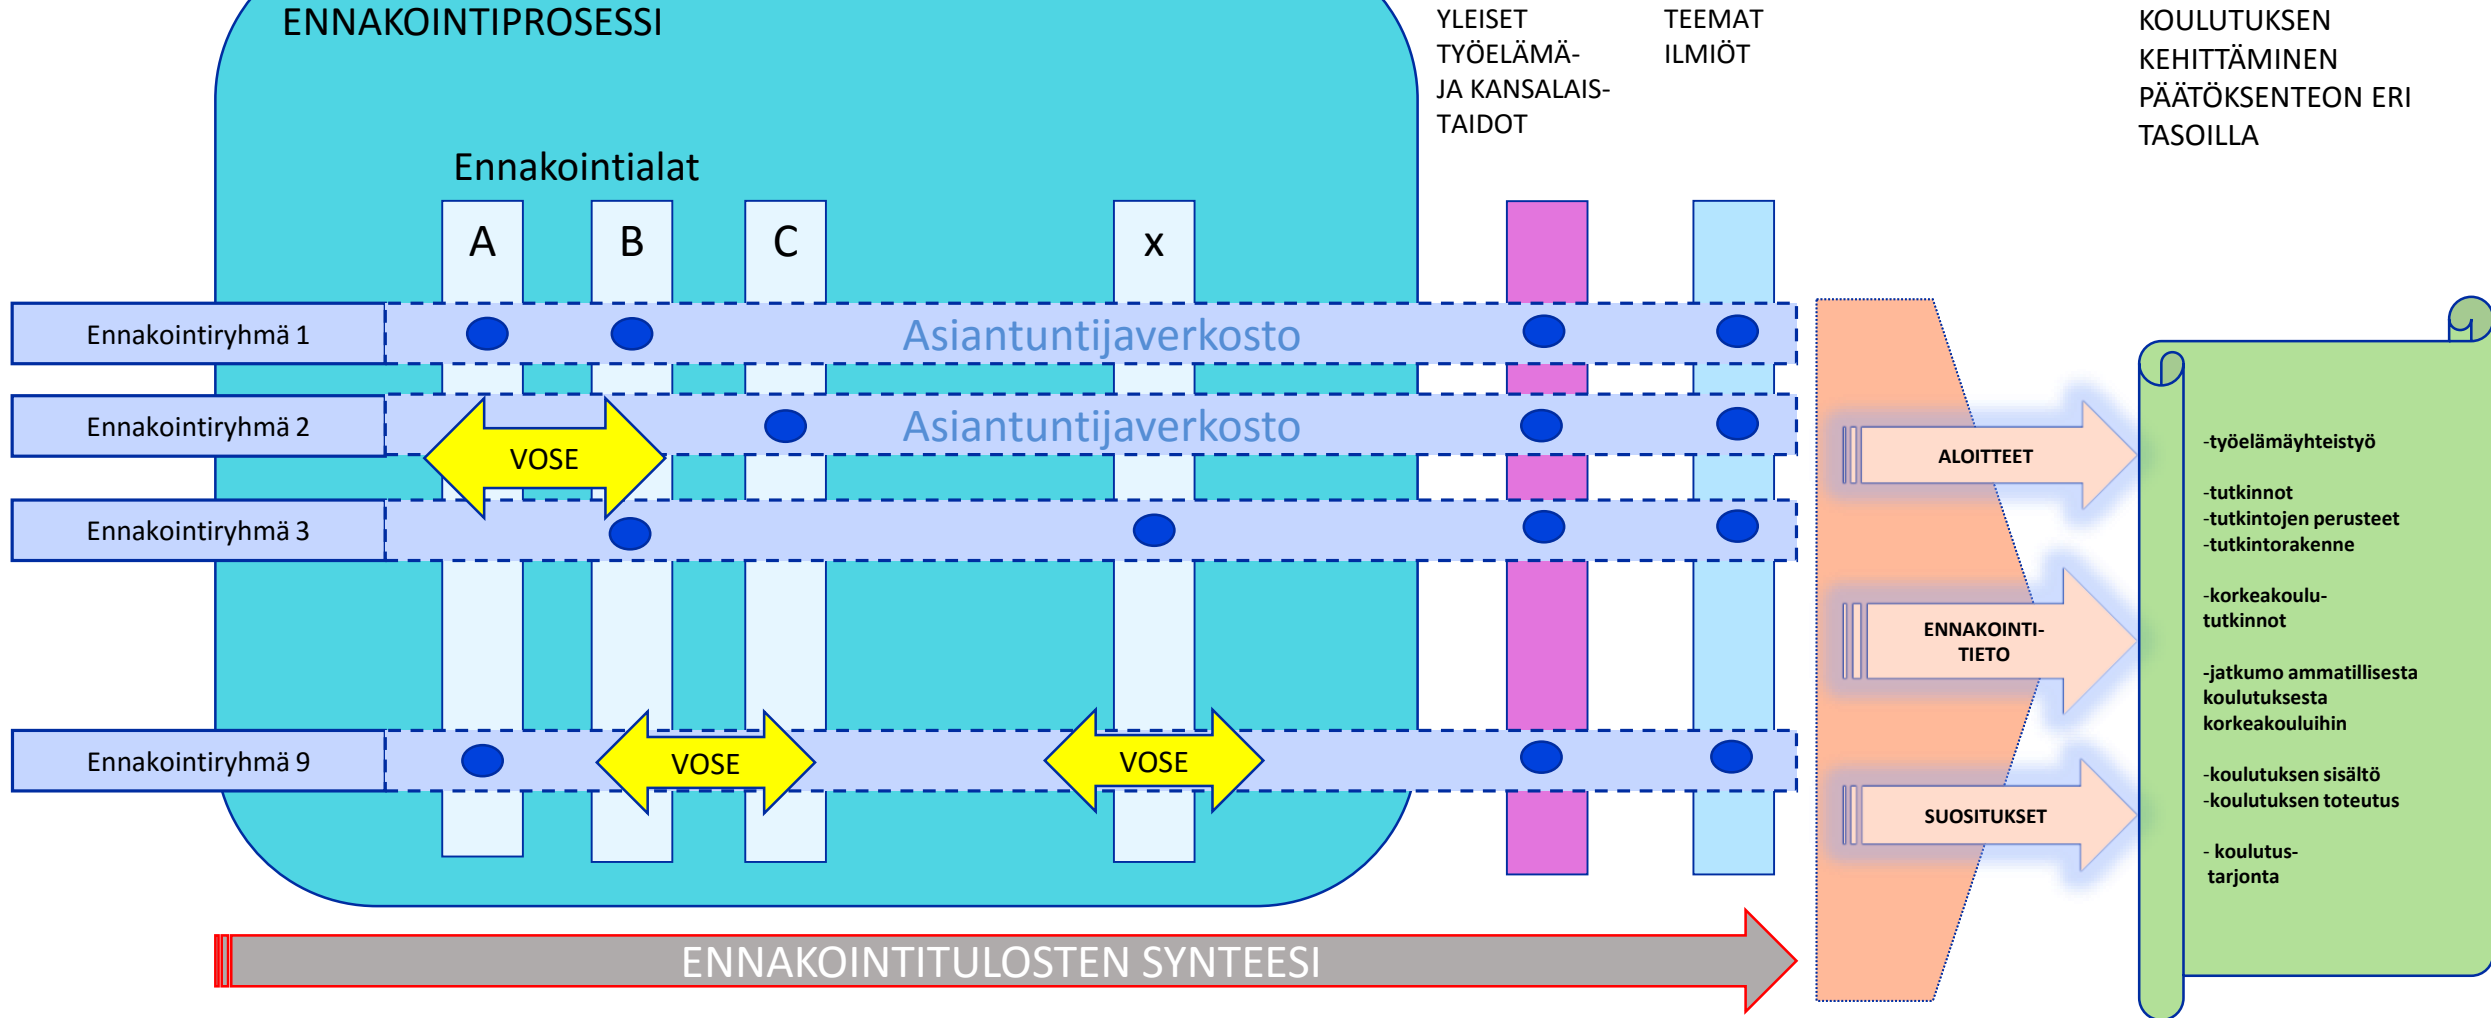 ENNAKOINTIPROSESSI
YLEISET
TYÖELÄMÄ-
JA KANSALAIS-
TAIDOT
TEEMAT
ILMIÖT
KOULUTUKSEN
KEHITTÄMINEN
PÄÄTÖKSENTEON ERI
TASOILLA
Ennakointialat
A
B
C
x
Ennakointiryhmä 1
Asiantuntijaverkosto
Ennakointiryhmä 2
Asiantuntijaverkosto
VOSE
Ennakointiryhmä 3
Ennakointiryhmä 9
VOSE
VOSE
ALOITTEET
ENNAKOINTI-
TIETO
SUOSITUKSET
-työelämäyhteistyö
-tutkinnot
-tutkintojen perusteet
-tutkintorakenne
-korkeakoulu-
tutkinnot
-jatkumo ammatillisesta
koulutuksesta
korkeakouluihin
-koulutuksen sisältö
-koulutuksen toteutus
- koulutus-
tarjonta
ENNAKOINTITULOSTEN SYNTEESI